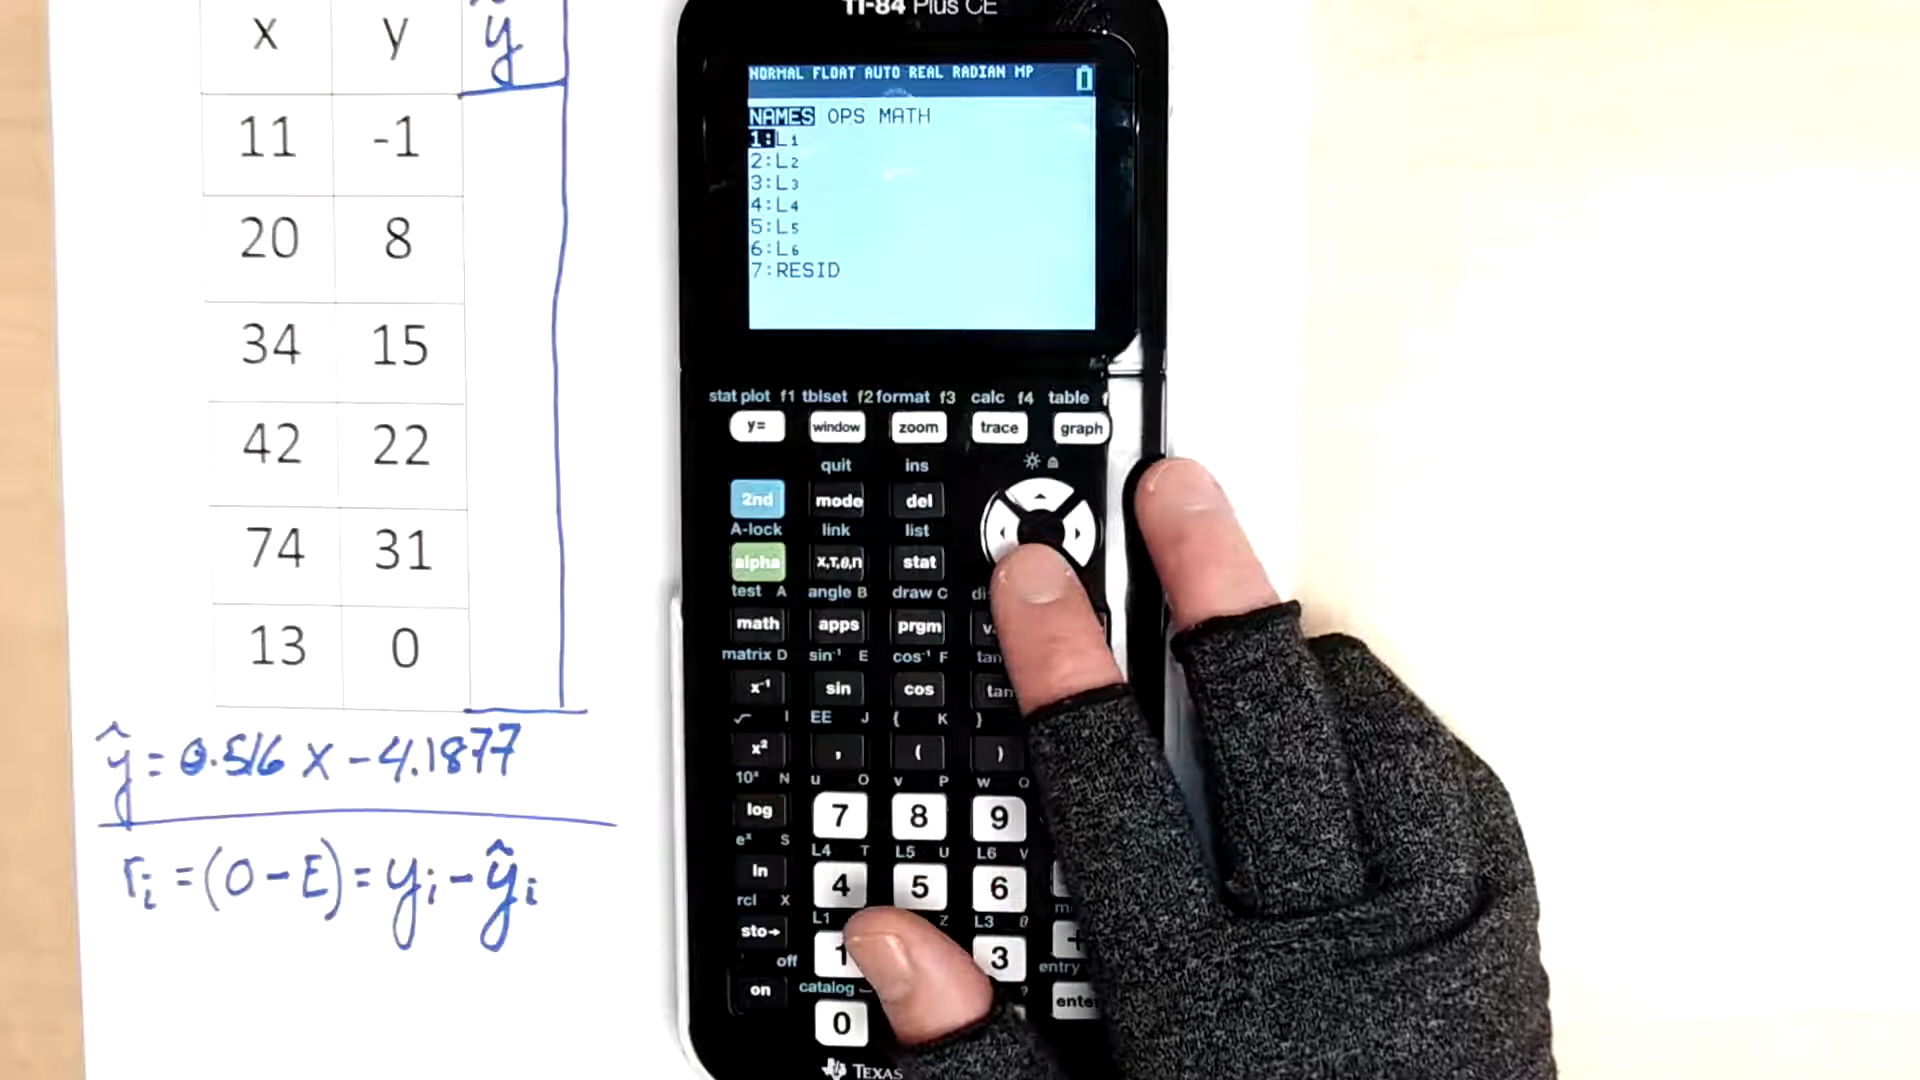 x y ŷ
11 -1
20 8
34 15
42 22
74 31
13 0
ŷ = 0.516 x - 4.1877
rᵢ = (O - E) = yᵢ - ŷᵢ
TI-84 Plus CE
NORMAL FLOAT AUTO REAL RADIAN MP
NAMES OPS MATH
1:L₁
2:L₂
3:L₃
4:L₄
5:L₅
6:L₆
7:RESID
stat plot f1 tblset f2 format f3 calc f4 table f
y= window zoom trace graph
quit ins
2nd mode del
A-lock link list
alpha X,T,θ,n stat
test A angle B draw C
math apps prgm
matrix D sin⁻¹ E cos⁻¹ F tan
x⁻¹ sin cos tan
√ I EE J { K }
x² , ( )
10ˣ N u O v P w Q
log 7 8 9
eˣ S L4 T L5 U L6 V
ln 4 5 6
rcl X L1 Z L3 θ
sto→ 1 3 +
off catalog entry
on 0 enter
TEXAS